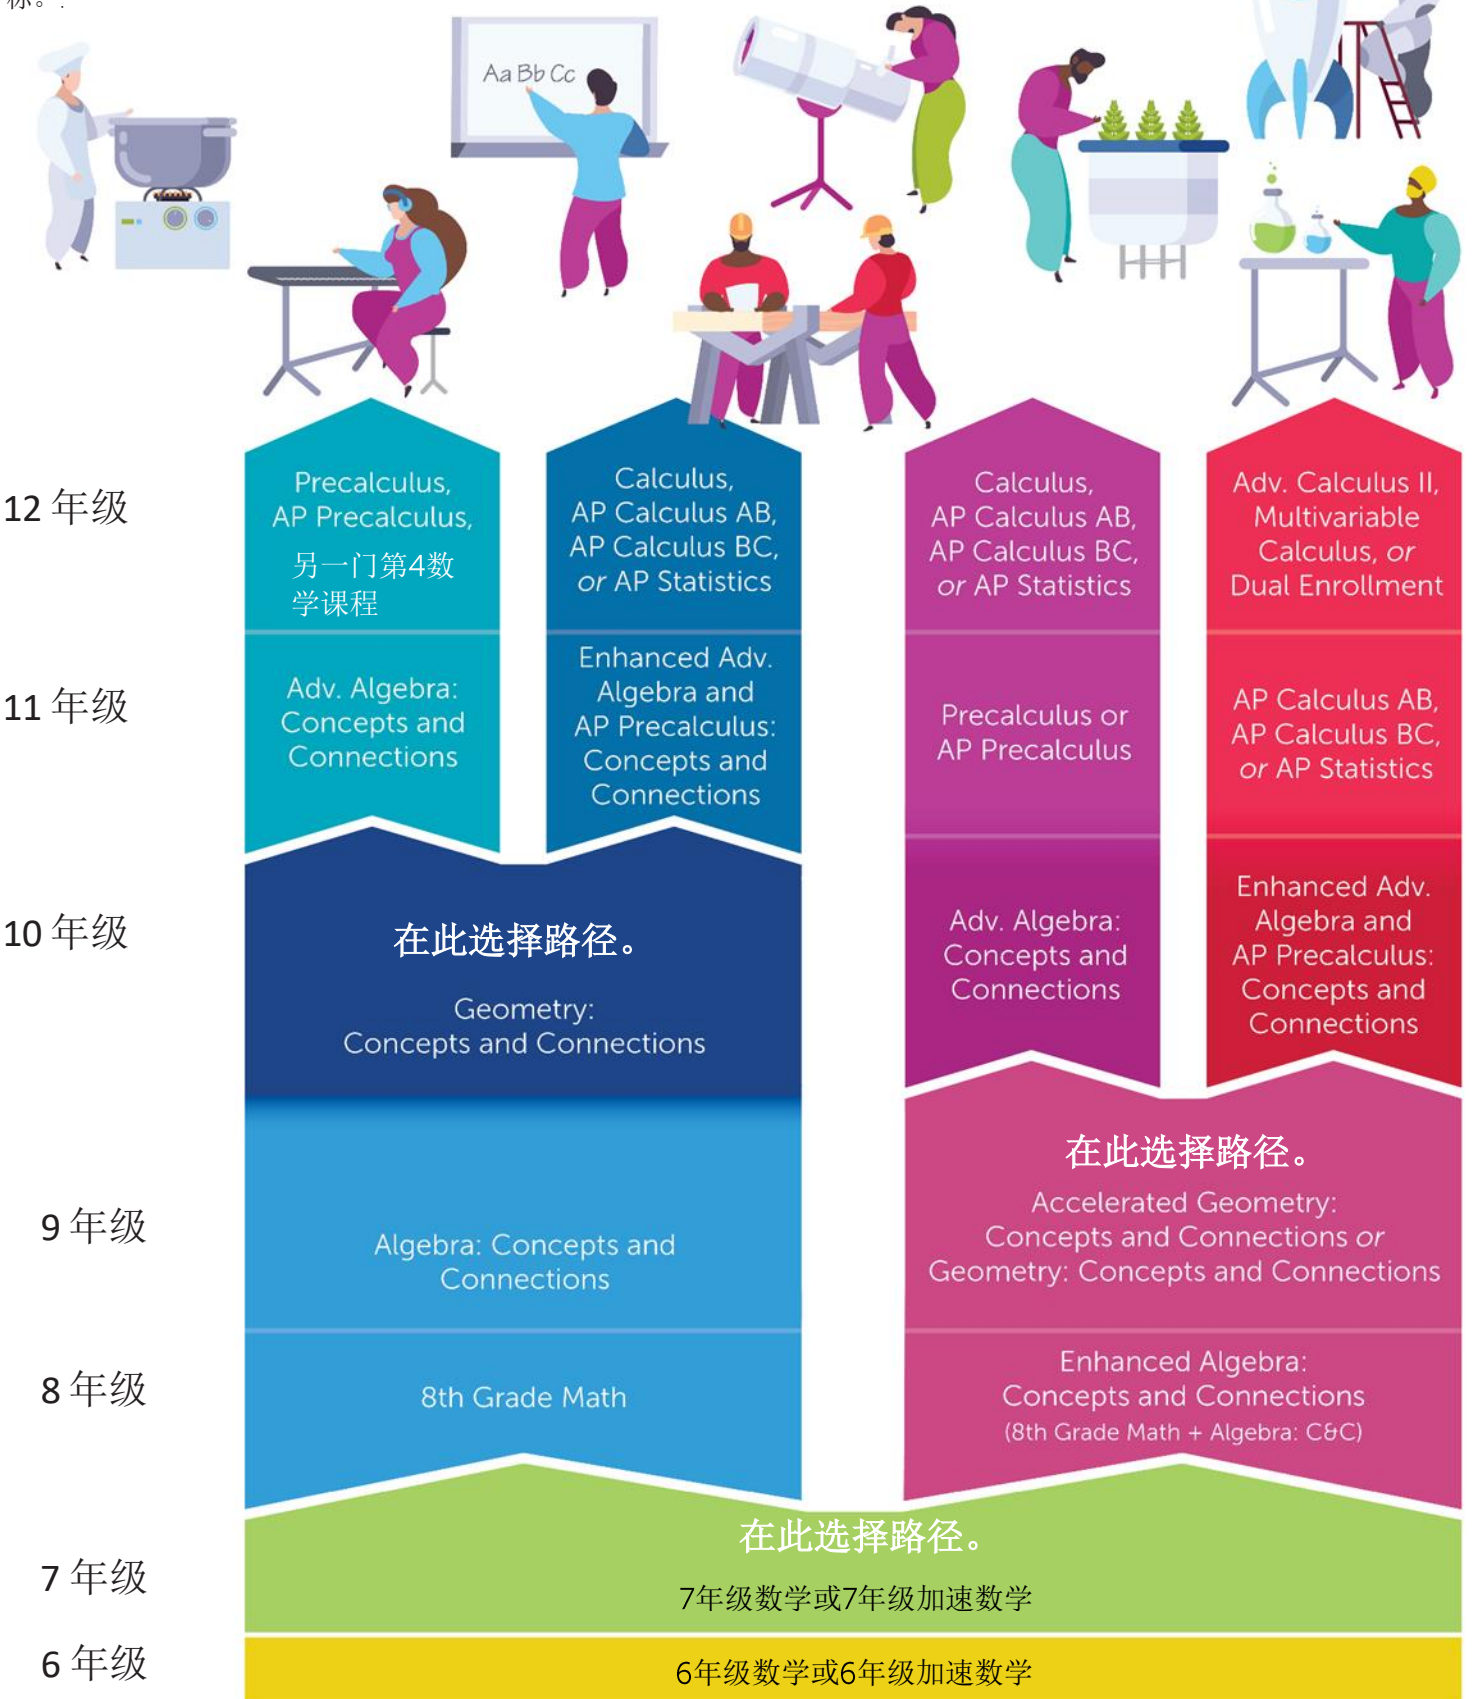 标。.
Aa Bb Cc
12 年级
Precalculus,
AP Precalculus,
另一门第4数
学课程
Calculus,
AP Calculus AB,
AP Calculus BC,
or AP Statistics
Calculus,
AP Calculus AB,
AP Calculus BC,
or AP Statistics
Adv. Calculus II,
Multivariable
Calculus, or
Dual Enrollment
11 年级
Adv. Algebra:
Concepts and
Connections
Enhanced Adv.
Algebra and
AP Precalculus:
Concepts and
Connections
Precalculus or
AP Precalculus
AP Calculus AB,
AP Calculus BC,
or AP Statistics
10 年级
在此选择路径。
Geometry:
Concepts and Connections
Adv. Algebra:
Concepts and
Connections
Enhanced Adv.
Algebra and
AP Precalculus:
Concepts and
Connections
9 年级
Algebra: Concepts and
Connections
在此选择路径。
Accelerated Geometry:
Concepts and Connections or
Geometry: Concepts and Connections
8 年级
8th Grade Math
Enhanced Algebra:
Concepts and Connections
(8th Grade Math + Algebra: C&C)
7 年级
在此选择路径。
7年级数学或7年级加速数学
6 年级
6年级数学或6年级加速数学